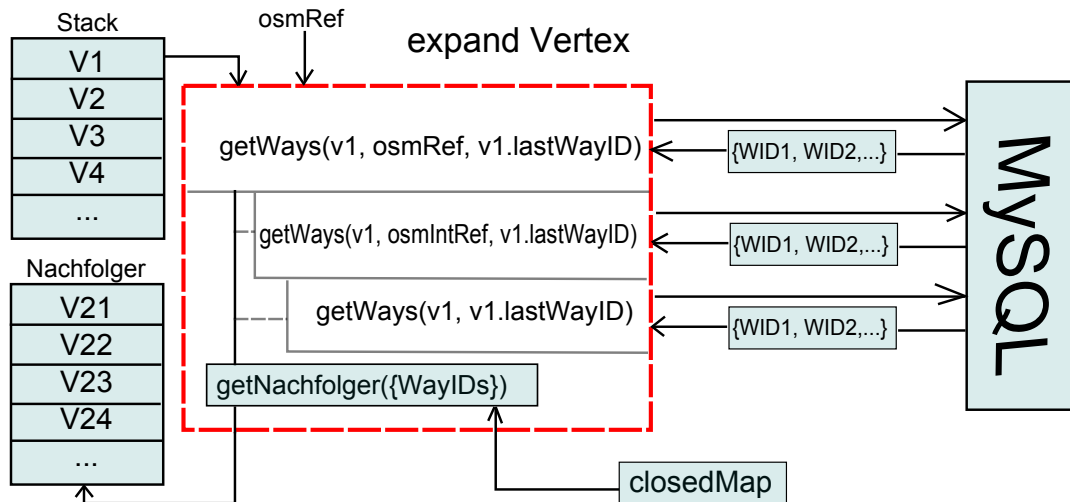 Stack
osmRef
expand Vertex
V1
V2
V3
V4
...
getWays(v1, osmRef, v1.lastWayID)
{WID1, WID2,...}
getWays(v1, osmIntRef, v1.lastWayID)
{WID1, WID2,...}
getWays(v1, v1.lastWayID)
{WID1, WID2,...}
MySQL
Nachfolger
V21
V22
V23
V24
...
getNachfolger({WayIDs})
closedMap